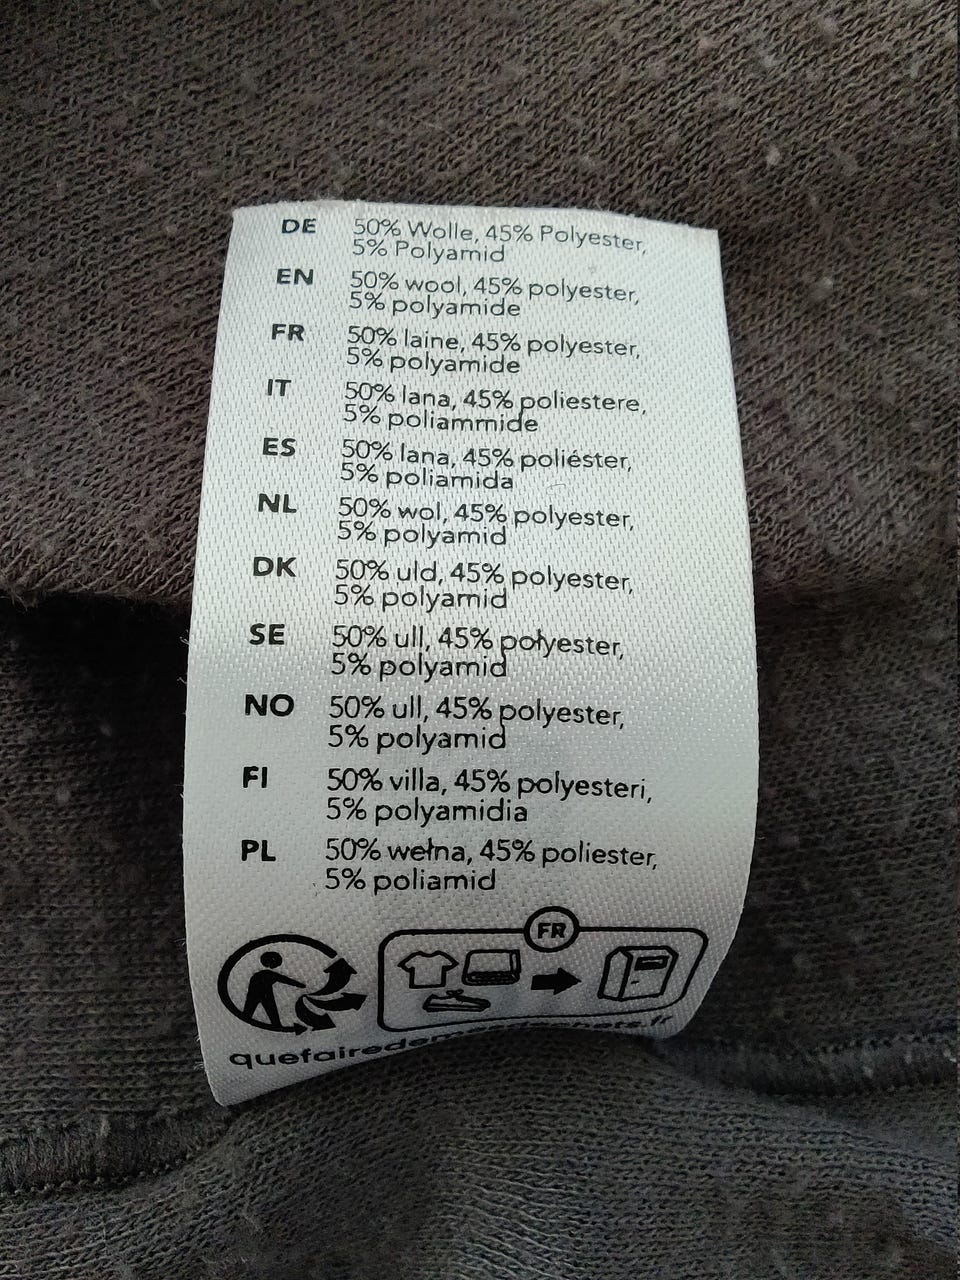 DE 50% Wolle, 45% Polyester,
5% Polyamid
EN 50% wool, 45% polyester,
5% polyamide
FR 50% laine, 45% polyester,
5% polyamide
IT 50% lana, 45% poliestere,
5% poliammide
ES 50% lana, 45% poliéster,
5% poliamida
NL 50% wol, 45% polyester,
5% polyamid
DK 50% uld, 45% polyester,
5% polyamid
SE 50% ull, 45% polyester,
5% polyamid
NO 50% ull, 45% polyester,
5% polyamid
FI 50% villa, 45% polyesteri,
5% polyamidia
PL 50% wełna, 45% poliester,
5% poliamid
FR